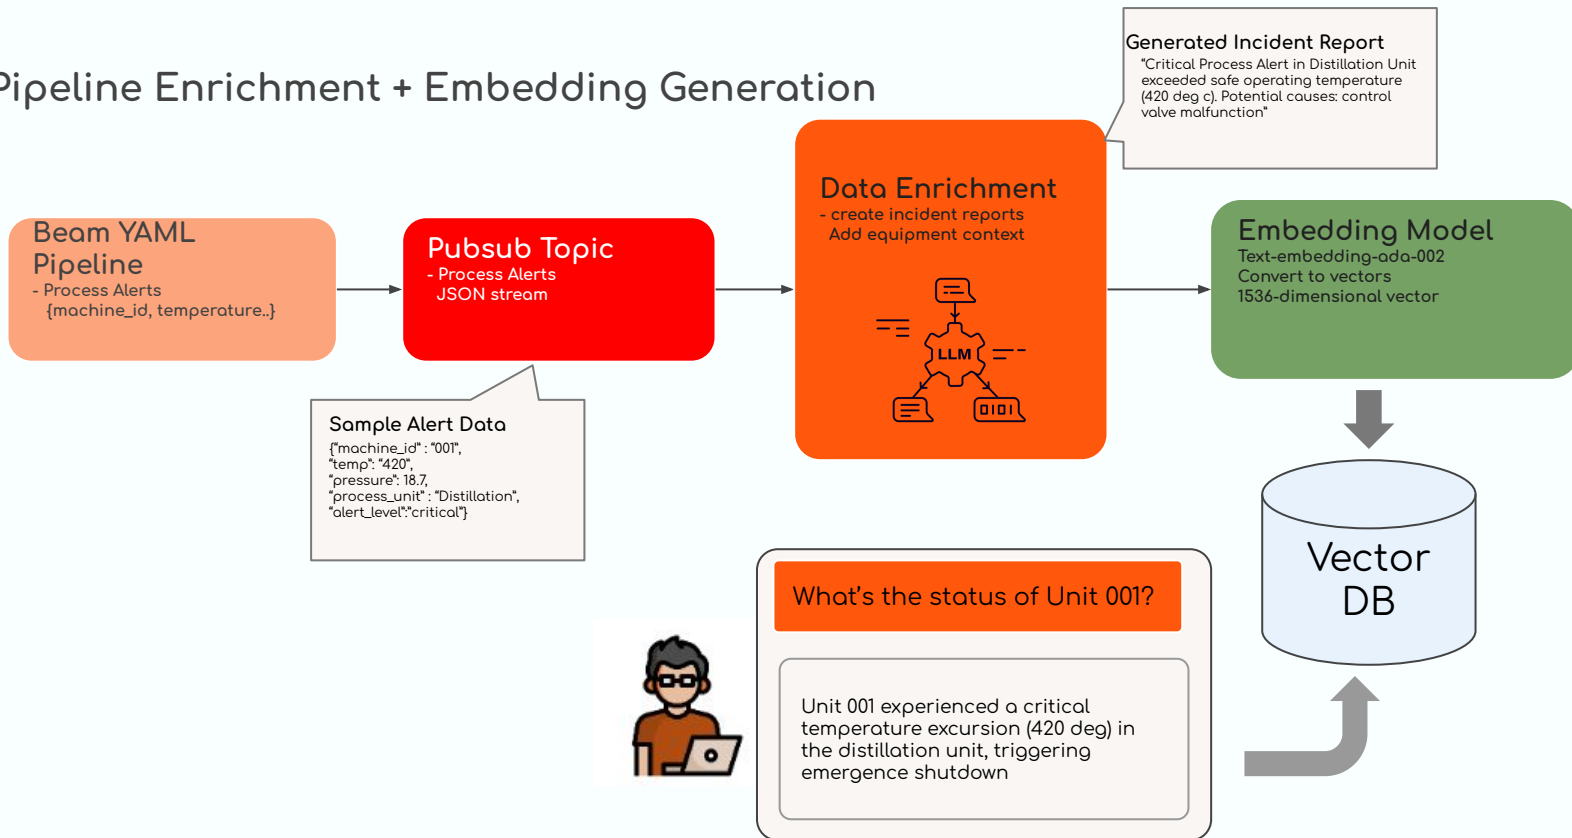 Pipeline Enrichment + Embedding Generation
Generated Incident Report
“Critical Process Alert in Distillation Unit
exceeded safe operating temperature
(420 deg c). Potential causes: control
valve malfunction”
Beam YAML
Pipeline
- Process Alerts
{machine_id, temperature..}
Pubsub Topic
- Process Alerts
JSON stream
Data Enrichment
- create incident reports
Add equipment context
LLM
0101
Embedding Model
Text-embedding-ada-002
Convert to vectors
1536-dimensional vector
Sample Alert Data
{“machine_id” : “001”,
“temp”: “420”,
“pressure”: 18.7,
“process_unit” : “Distillation”,
“alert_level”:”critical”}
Vector
DB
What’s the status of Unit 001?
Unit 001 experienced a critical
temperature excursion (420 deg) in
the distillation unit, triggering
emergence shutdown